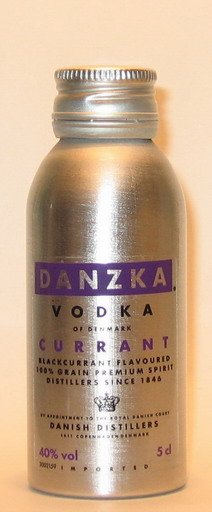 DANZKA
VODKA
OF DENMARK
CURRANT
BLACKCURRANT FLAVOURED
100% GRAIN PREMIUM SPIRIT
DISTILLERS SINCE 1846
BY APPOINTMENT TO THE ROYAL DANISH COURT
DANISH DISTILLERS
COPENHAGEN DENMARK
40% vol 5 cl
IMPORTED